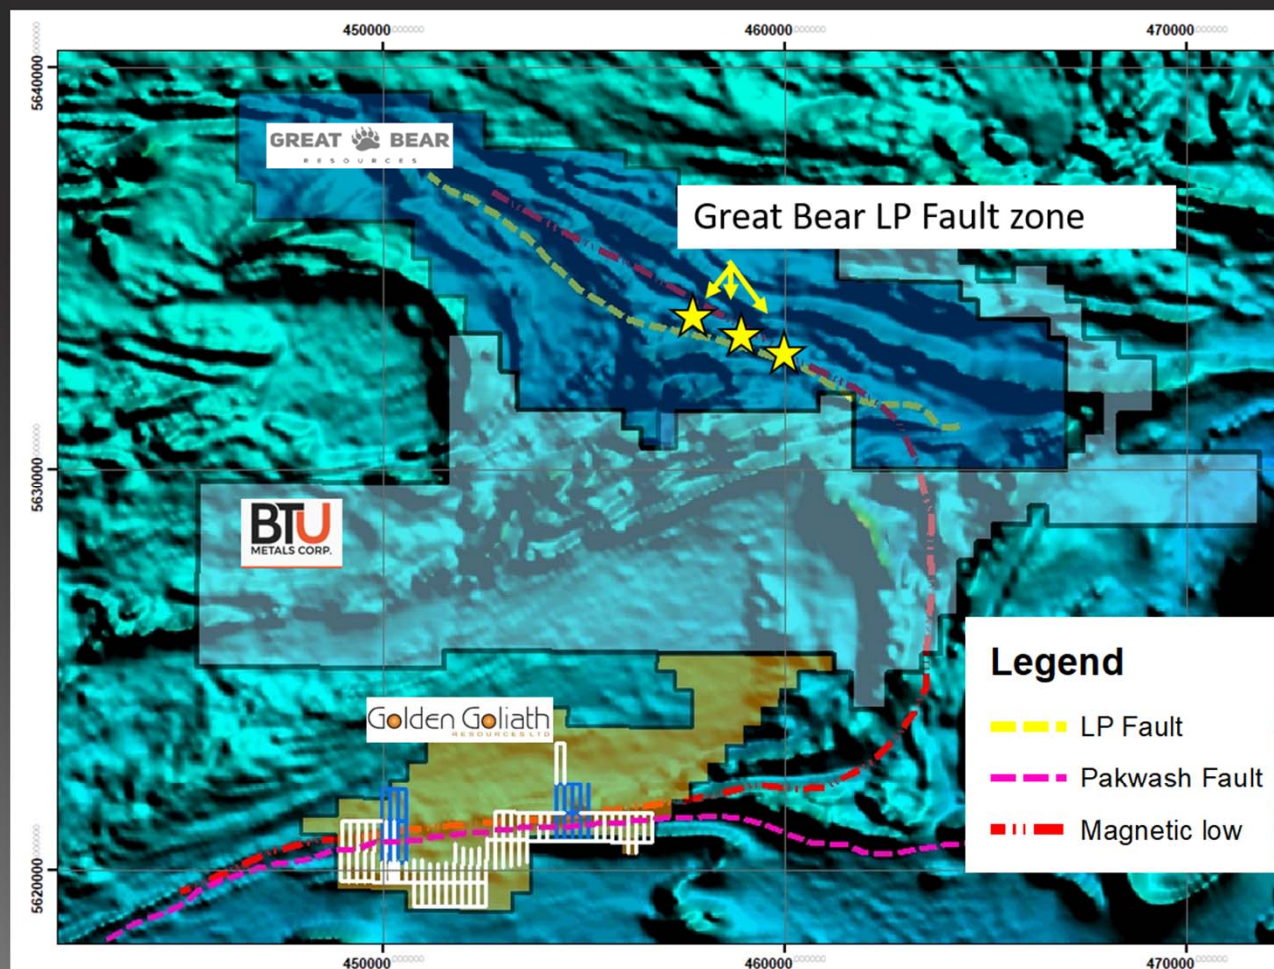 450000
460000
470000
5640000
GREAT BEAR
RESOURCES
Great Bear LP Fault zone
5630000
BTU
METALS CORP.
Legend
LP Fault
Pakwash Fault
Magnetic low
Golden Goliath
RESOURCES LTD
5620000
450000
460000
470000